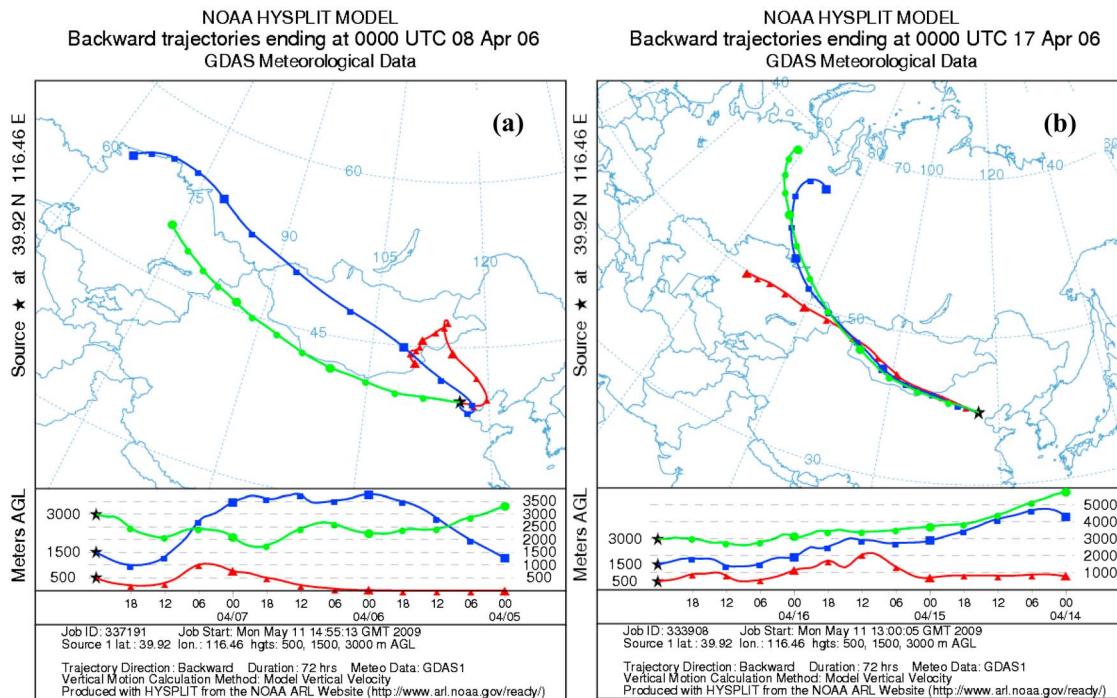 NOAA HYSPLIT MODEL
Backward trajectories ending at 0000 UTC 08 Apr 06
GDAS Meteorological Data
Source ★ at 39.92 N 116.46 E
(a)
60
60
75
90
105
120
45
Meters AGL
3000
1500
500
3500
3000
2500
2000
1500
1000
500
18 12 06 00 18 12 06 00 18 12 06 00
04/07 04/06 04/05
Job ID: 337191 Job Start: Mon May 11 14:55:13 GMT 2009
Source 1 lat.: 39.92 lon.: 116.46 hgts: 500, 1500, 3000 m AGL
Trajectory Direction: Backward Duration: 72 hrs Meteo Data: GDAS1
Vertical Motion Calculation Method: Model Vertical Velocity
Produced with HYSPLIT from the NOAA ARL Website (http://www.arl.noaa.gov/ready/)
NOAA HYSPLIT MODEL
Backward trajectories ending at 0000 UTC 17 Apr 06
GDAS Meteorological Data
Source ★ at 39.92 N 116.46 E
(b)
40
60
80
70
100
120
60
50
30
Meters AGL
3000
1500
500
5000
4000
3000
2000
1000
18 12 06 00 18 12 06 00 18 12 06 00
04/16 04/15 04/14
Job ID: 333908 Job Start: Mon May 11 13:00:05 GMT 2009
Source 1 lat.: 39.92 lon.: 116.46 hgts: 500, 1500, 3000 m AGL
Trajectory Direction: Backward Duration: 72 hrs Meteo Data: GDAS1
Vertical Motion Calculation Method: Model Vertical Velocity
Produced with HYSPLIT from the NOAA ARL Website (http://www.arl.noaa.gov/ready/)